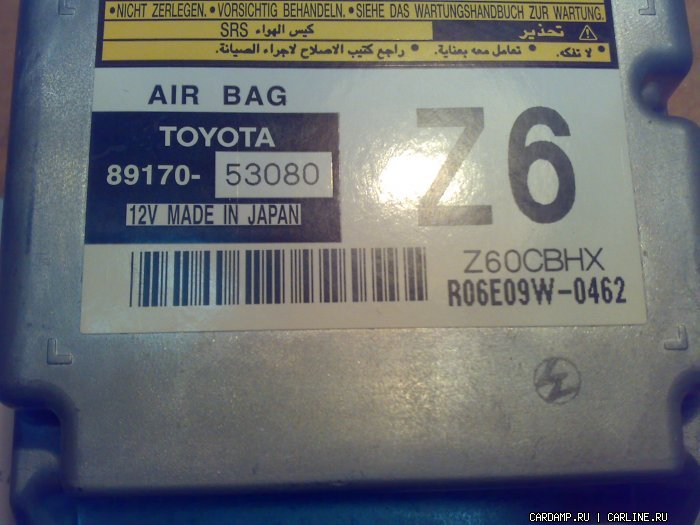 •NICHT ZERLEGEN. •VORSICHTIG BEHANDELN. •SIEHE DAS WARTUNGSHANDBUCH ZUR WARTUNG.
تحذير كيس الهواء SRS
• لا تفكه. • تعامل معه بعناية. • راجع كتيب الاصلاح لاجراء الصيانة.
AIR BAG
TOYOTA
89170- 53080
12V MADE IN JAPAN
Z6
Z60CBHX
R06E09W-0462
CARDAMP.RU | CARLINE.RU